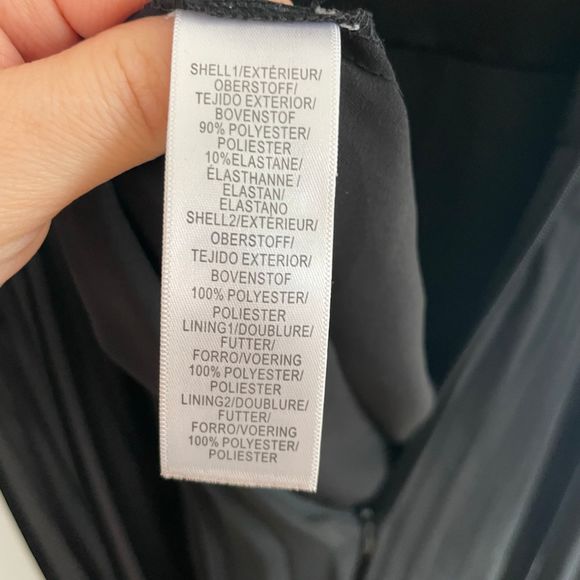 SHELL1/EXTÉRIEUR/
OBERSTOFF/
TEJIDO EXTERIOR/
BOVENSTOF
90% POLYESTER/
POLIESTER
10%ELASTANE/
ÉLASTHANNE /
ELASTAN/
ELASTANO
SHELL2/EXTÉRIEUR/
OBERSTOFF/
TEJIDO EXTERIOR/
BOVENSTOF
100% POLYESTER/
POLIESTER
LINING1/DOUBLURE/
FUTTER/
FORRO/VOERING
100% POLYESTER/
POLIESTER
LINING2/DOUBLURE/
FUTTER/
FORRO/VOERING
100% POLYESTER/
POLIESTER